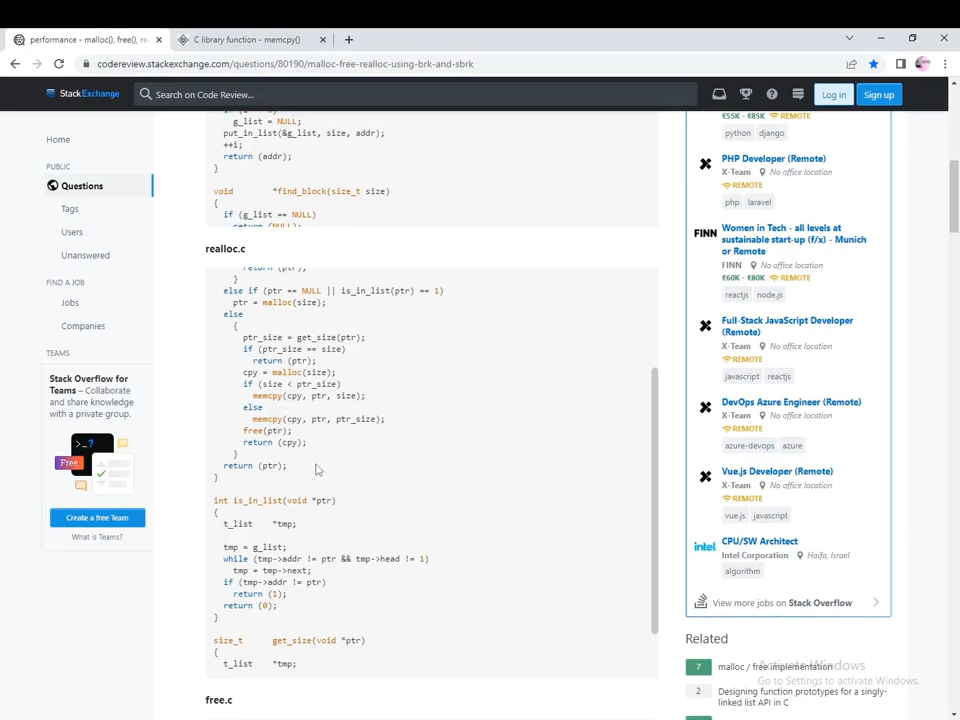 performance - malloc(), free(), re
C library function - memcpy()
codereview.stackexchange.com/questions/80190/malloc-free-realloc-using-brk-and-sbrk
StackExchange
Search on Code Review...
Log in
Sign up
Home
PUBLIC
Questions
Tags
Users
Unanswered
FIND A JOB
Jobs
Companies
TEAMS
Stack Overflow for
Teams – Collaborate
and share knowledge
with a private group.
>_?
Free
Create a free Team
What is Teams?
g_list = NULL;
put_in_list(&g_list, size, addr);
++i;
return (addr);
}
void *find_block(size_t size)
{
if (g_list == NULL)
return (NULL);
realloc.c
return (ptr);
}
else if (ptr == NULL || is_in_list(ptr) == 1)
ptr = malloc(size);
else
{
ptr_size = get_size(ptr);
if (ptr_size == size)
return (ptr);
cpy = malloc(size);
if (size < ptr_size)
memcpy(cpy, ptr, size);
else
memcpy(cpy, ptr, ptr_size);
free(ptr);
return (cpy);
}
return (ptr);
}
int is_in_list(void *ptr)
{
t_list *tmp;
tmp = g_list;
while (tmp->addr != ptr && tmp->head != 1)
tmp = tmp->next;
if (tmp->addr != ptr)
return (1);
return (0);
}
size_t get_size(void *ptr)
{
t_list *tmp;
free.c
€55K - €85K REMOTE
python django
PHP Developer (Remote)
X-Team No office location
REMOTE
php laravel
FINN
Women in Tech - all levels at
sustainable start-up (f/x) - Munich
or Remote
FINN No office location
€60K - €80K REMOTE
reactjs node.js
Full-Stack JavaScript Developer
(Remote)
X-Team No office location
REMOTE
javascript reactjs
DevOps Azure Engineer (Remote)
X-Team No office location
REMOTE
azure-devops azure
Vue.js Developer (Remote)
X-Team No office location
REMOTE
vue.js javascript
intel
CPU/SW Architect
Intel Corporation Haifa, Israel
algorithm
View more jobs on Stack Overflow
Related
7 malloc / free implementation
2 Designing function prototypes for a singly-
linked list API in C
Activate Windows
Go to Settings to activate Windows.